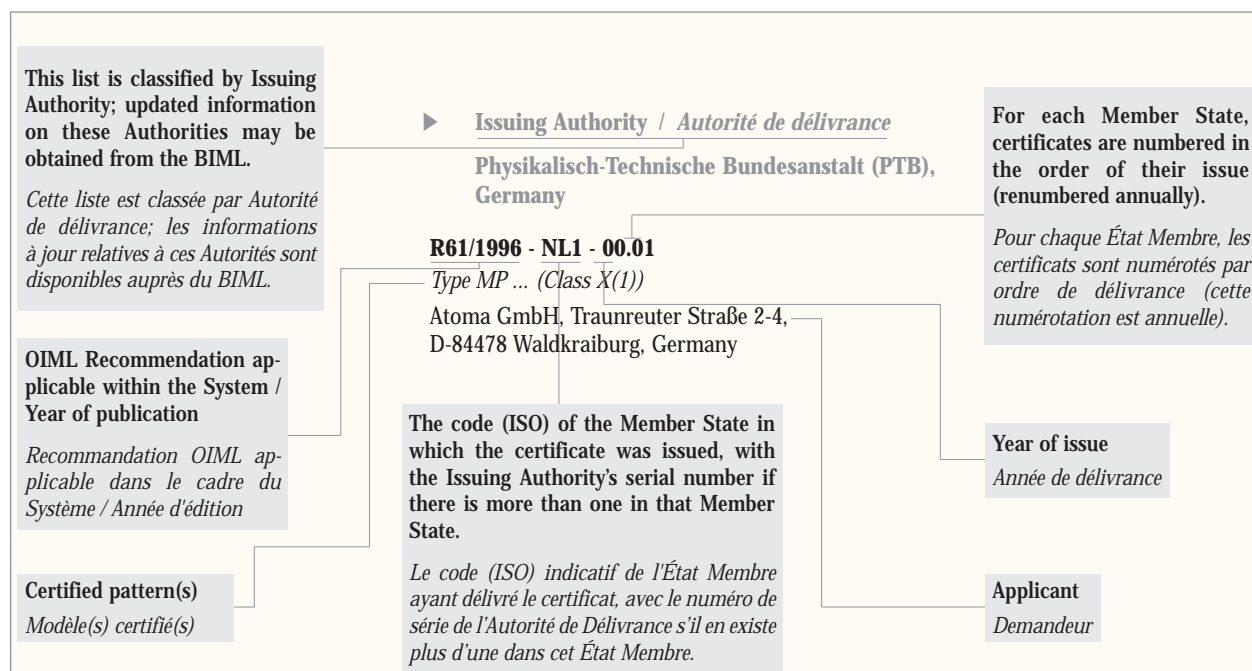 This list is classified by Issuing
Authority; updated information
on these Authorities may be
obtained from the BIML.
Cette liste est classée par Autorité
de délivrance; les informations
à jour relatives à ces Autorités sont
disponibles auprès du BIML.
OIML Recommendation ap-
plicable within the System /
Year of publication
Recommandation OIML ap-
plicable dans le cadre du
Système / Année d'édition
Certified pattern(s)
Modèle(s) certifié(s)
Issuing Authority / Autorité de délivrance
Physikalisch-Technische Bundesanstalt (PTB),
Germany
R61/1996 - NL1 - 00.01
Type MP ... (Class X(1))
Atoma GmbH, Traunreuter Straße 2-4,
D-84478 Waldkraiburg, Germany
The code (ISO) of the Member State in
which the certificate was issued, with
the Issuing Authority's serial number if
there is more than one in that Member
State.
Le code (ISO) indicatif de l'État Membre
ayant délivré le certificat, avec le numéro de
série de l'Autorité de Délivrance s'il en existe
plus d'une dans cet État Membre.
For each Member State,
certificates are numbered in
the order of their issue
(renumbered annually).
Pour chaque État Membre, les
certificats sont numérotés par
ordre de délivrance (cette
numérotation est annuelle).
Year of issue
Année de délivrance
Applicant
Demandeur